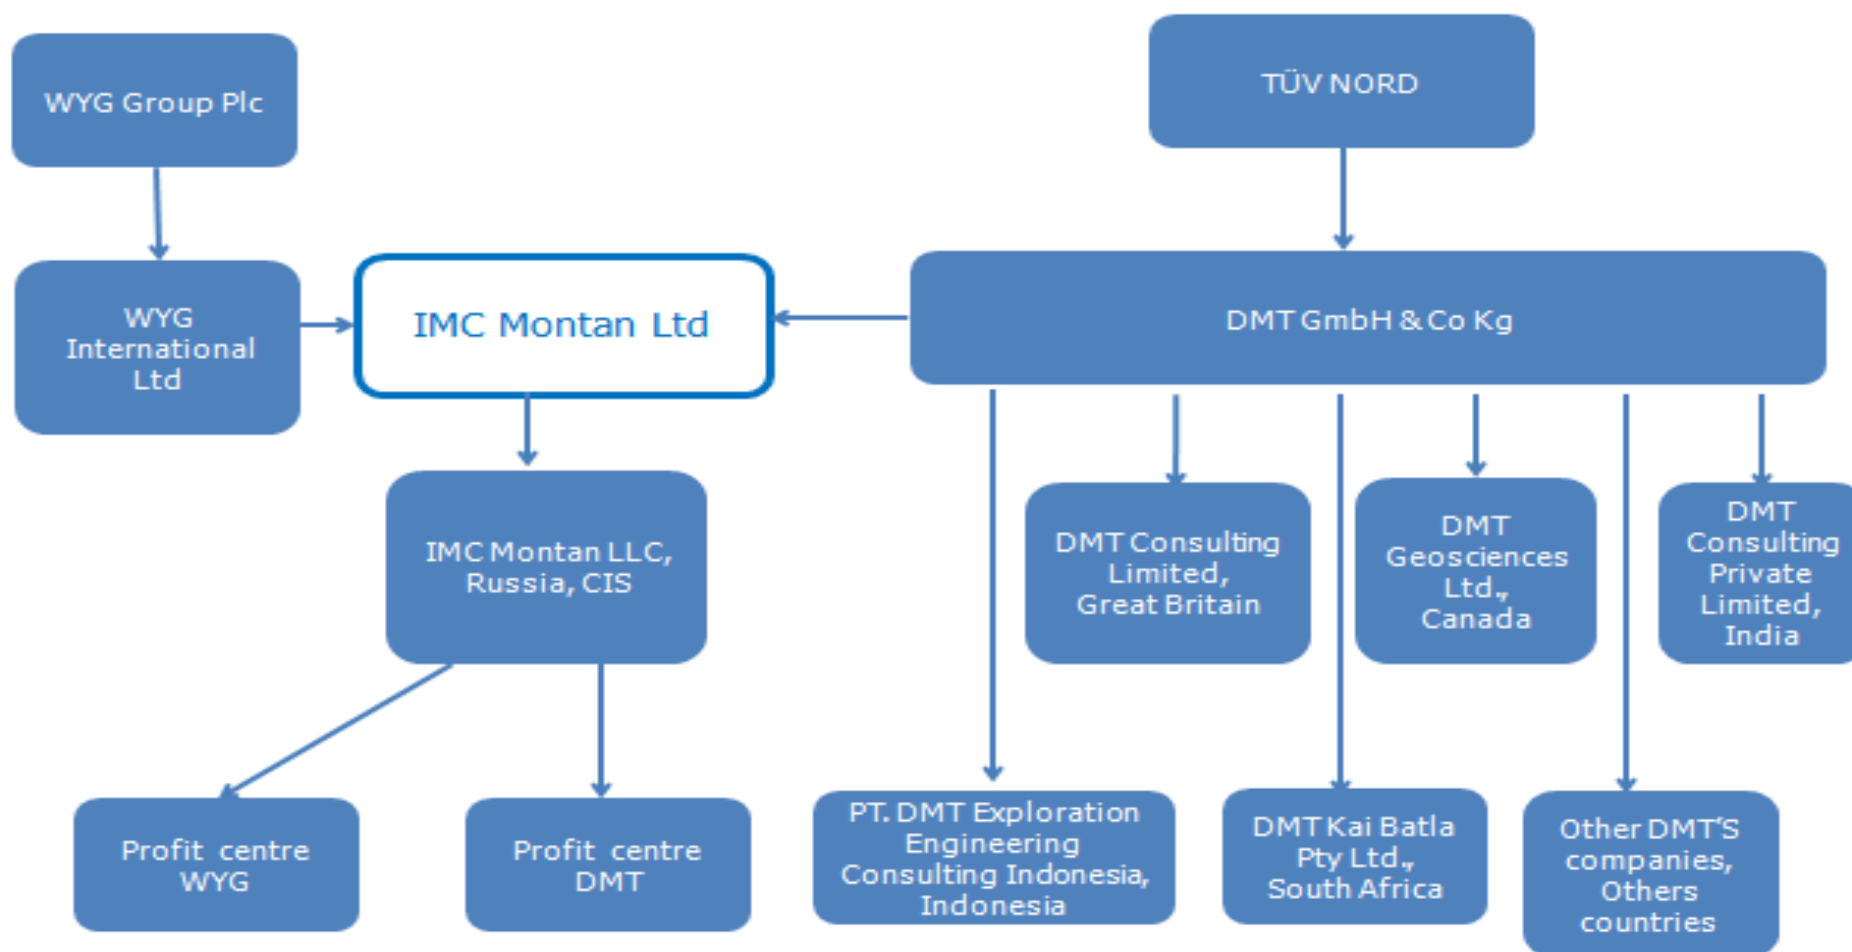 WYG Group Plc
TÜV NORD
WYG
International
Ltd
IMC Montan Ltd
DMT GmbH & Co Kg
IMC Montan LLC,
Russia, CIS
DMT Consulting
Limited,
Great Britain
DMT
Geosciences
Ltd.,
Canada
DMT
Consulting
Private
Limited,
India
Profit centre
WYG
Profit centre
DMT
PT. DMT Exploration
Engineering
Consulting Indonesia,
Indonesia
DMT Kai Batla
Pty Ltd.,
South Africa
Other DMT'S
companies,
Others
countries